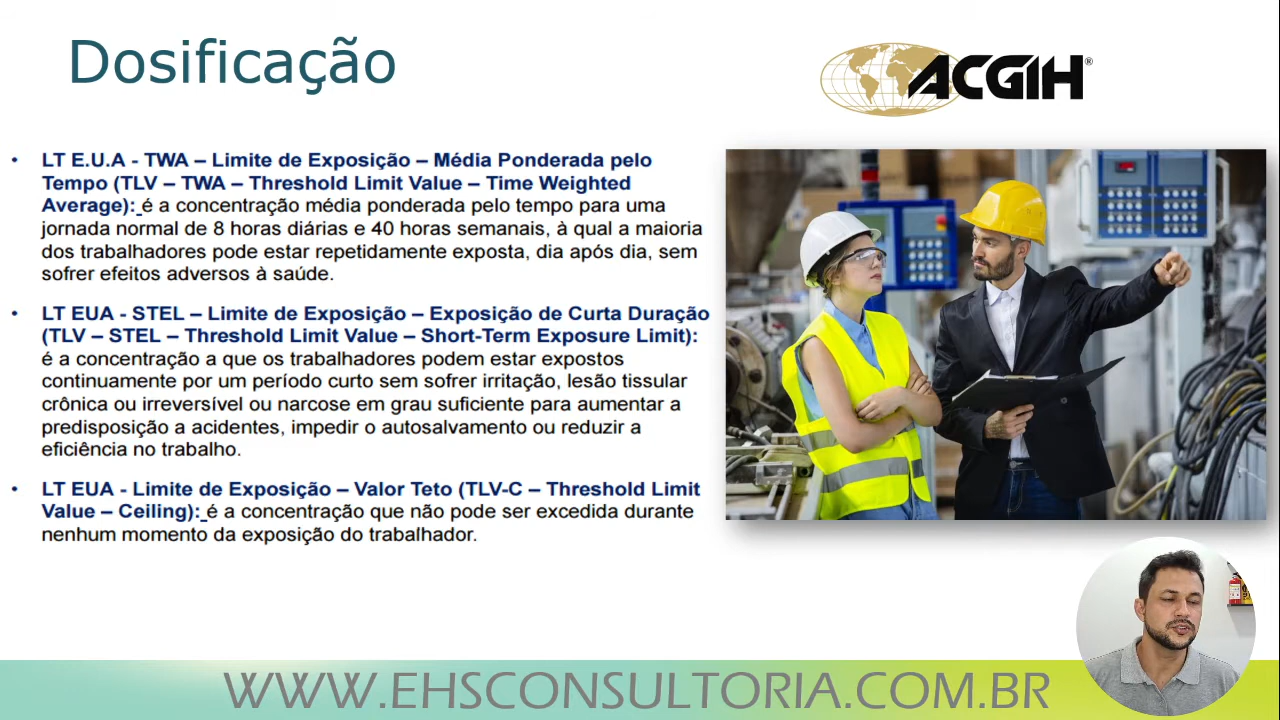 Dosificação
ACGIH®
• LT E.U.A - TWA – Limite de Exposição – Média Ponderada pelo
Tempo (TLV – TWA – Threshold Limit Value – Time Weighted
Average): é a concentração média ponderada pelo tempo para uma
jornada normal de 8 horas diárias e 40 horas semanais, à qual a maioria
dos trabalhadores pode estar repetidamente exposta, dia após dia, sem
sofrer efeitos adversos à saúde.
• LT EUA - STEL – Limite de Exposição – Exposição de Curta Duração
(TLV – STEL – Threshold Limit Value – Short-Term Exposure Limit):
é a concentração a que os trabalhadores podem estar expostos
continuamente por um período curto sem sofrer irritação, lesão tissular
crônica ou irreversível ou narcose em grau suficiente para aumentar a
predisposição a acidentes, impedir o autosalvamento ou reduzir a
eficiência no trabalho.
• LT EUA - Limite de Exposição – Valor Teto (TLV-C – Threshold Limit
Value – Ceiling): é a concentração que não pode ser excedida durante
nenhum momento da exposição do trabalhador.
WWW.EHSCONSULTORIA.COM.BR